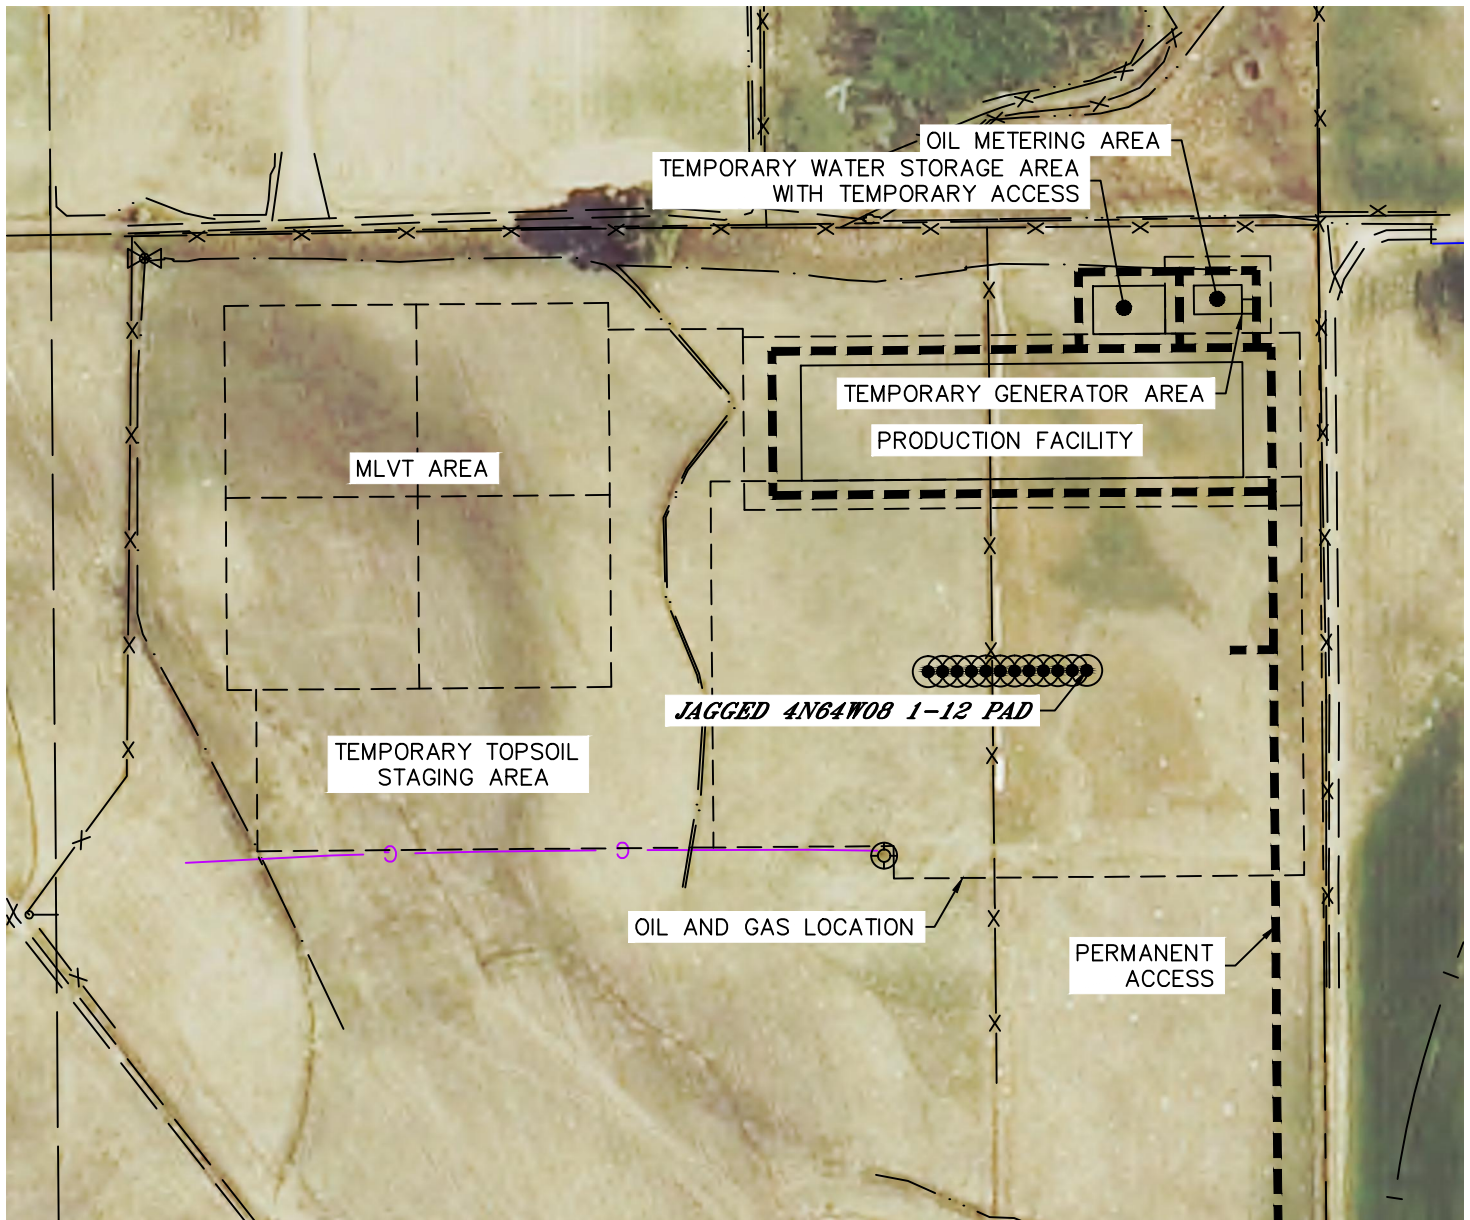 OIL METERING AREA
TEMPORARY WATER STORAGE AREA
WITH TEMPORARY ACCESS
TEMPORARY GENERATOR AREA
PRODUCTION FACILITY
MLVT AREA
JAGGED 4N64W08 1-12 PAD
TEMPORARY TOPSOIL
STAGING AREA
OIL AND GAS LOCATION
PERMANENT
ACCESS